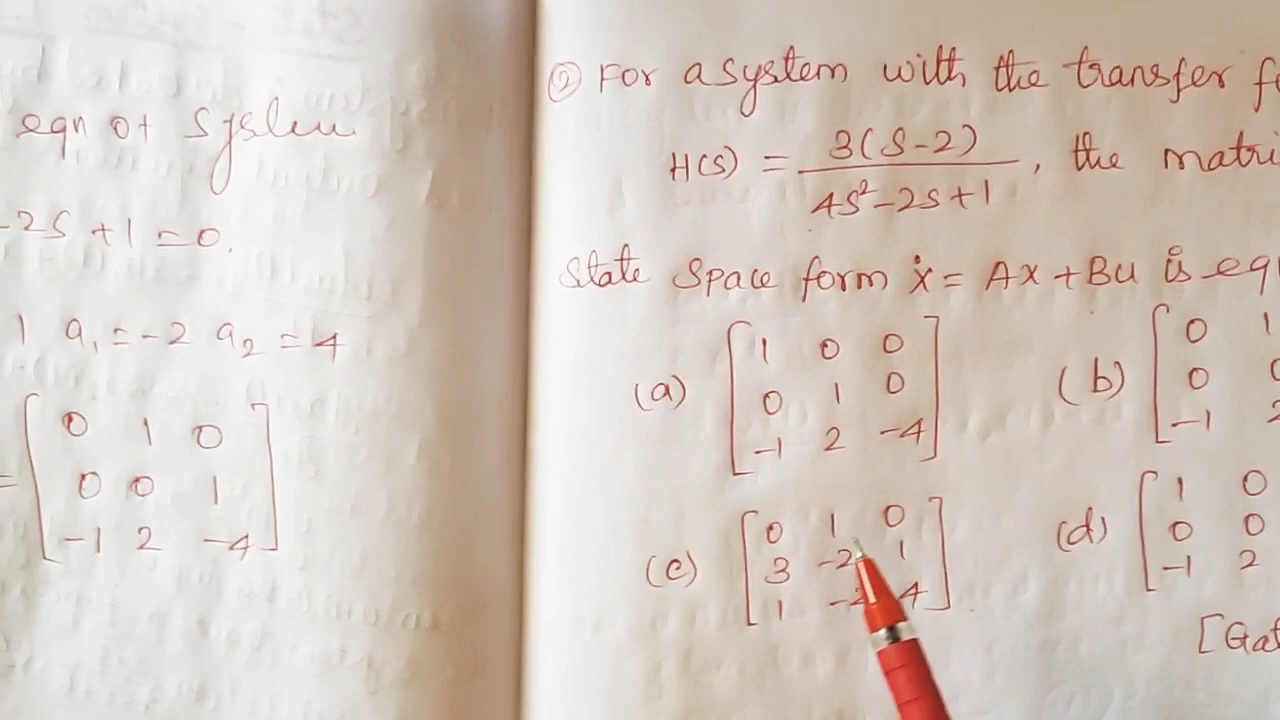 eqn of System
-2S +1 =0.
1 a₁=-2 a₂=4
= [0 1 0
0 0 1
-1 2 -4]
② For a system with the transfer f
H(s) = 3(S-2) / 4S²-2S+1 , the matri
State Space form ẋ = Ax+Bu is eq
(a) [1 0 0
0 1 0
-1 2 -4]
(b) [0 1
0 0
-1 2
(c) [0 1 0
3 -2 1
1 -2 4]
(d) [1 0
0 0
-1 2
[Gat